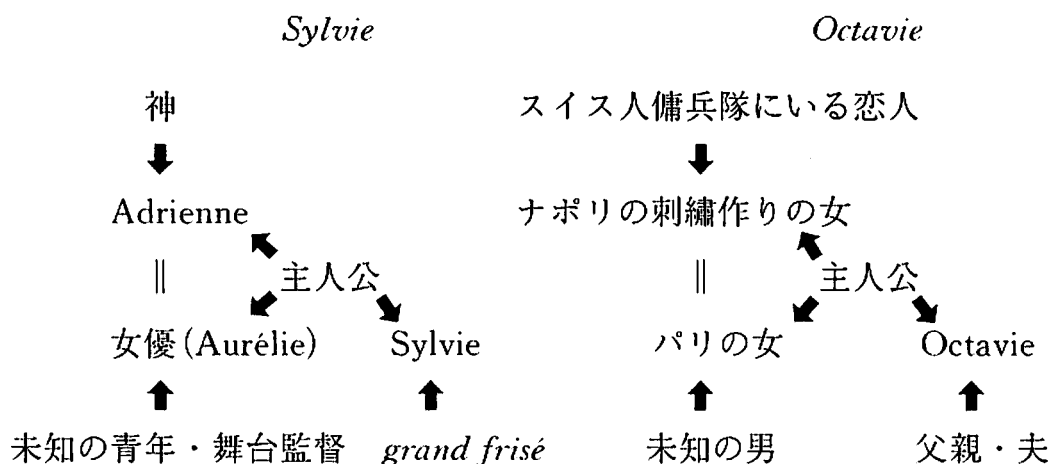 Sylvie Octavie
神 スイス人傭兵隊にいる恋人
Adrienne ナポリの刺繍作りの女
‖ 主人公 ‖ 主人公
女優(Aurélie) Sylvie パリの女 Octavie
未知の青年・舞台監督 grand frisé 未知の男 父親・夫